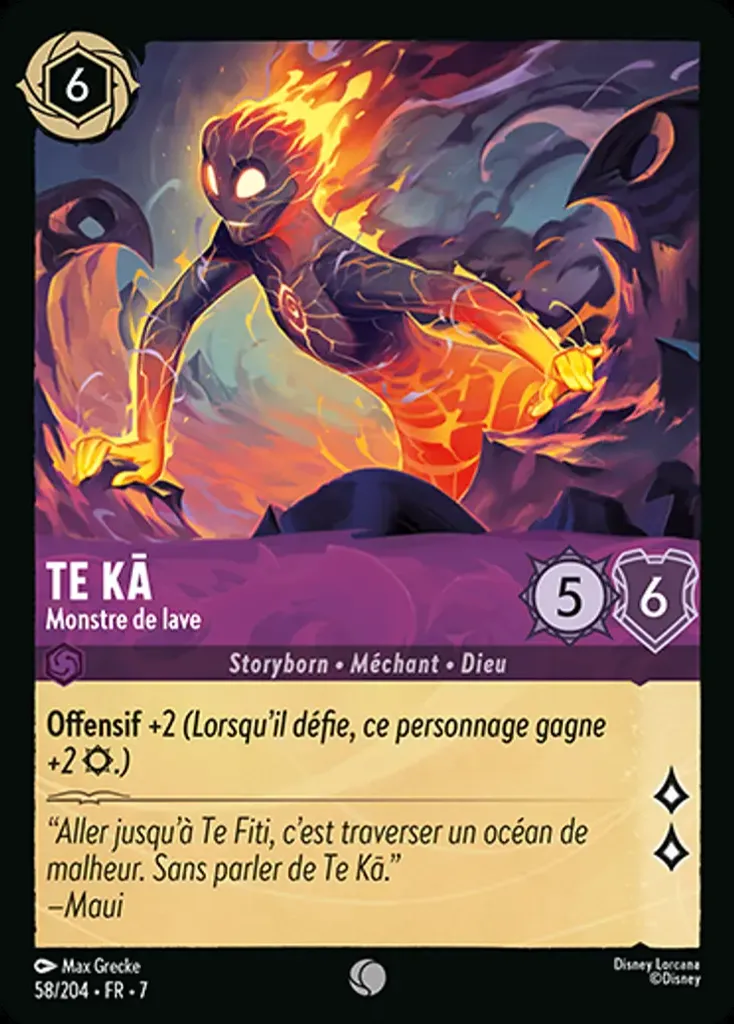 6
TE KĀ
Monstre de lave
5
6
Storyborn • Méchant • Dieu
Offensif +2 (Lorsqu'il défie, ce personnage gagne
+2 .)
“Aller jusqu'à Te Fiti, c'est traverser un océan de
malheur. Sans parler de Te Kā.”
–Maui
Max Grecke
Disney Lorcana
58/204 • FR • 7
©Disney